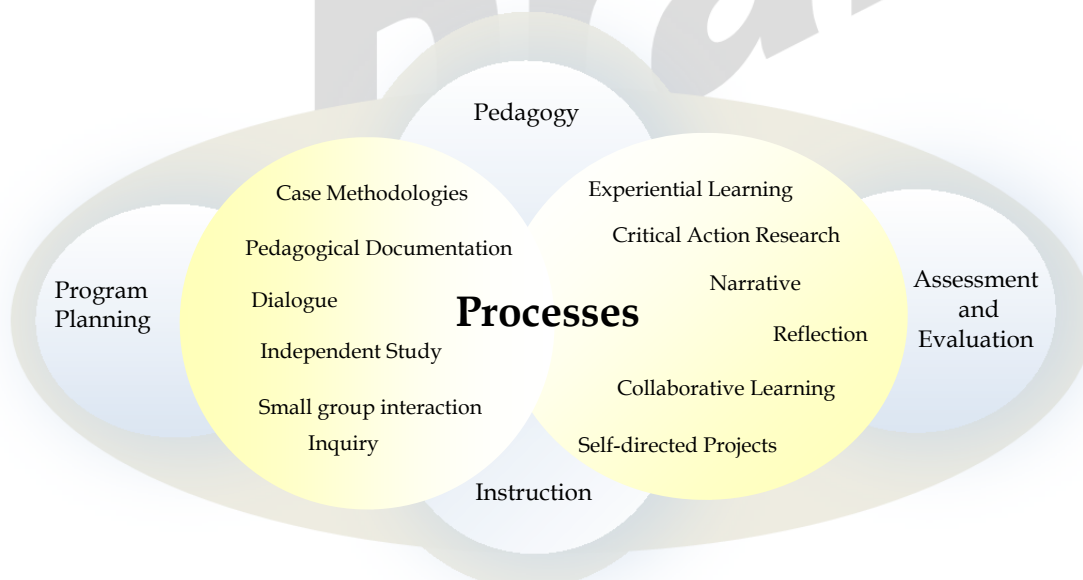 Pedagogy
Case Methodologies
Pedagogical Documentation
Dialogue
Independent Study
Small group interaction
Inquiry
Processes
Experiential Learning
Critical Action Research
Narrative
Reflection
Collaborative Learning
Self-directed Projects
Program
Planning
Assessment
and
Evaluation
Instruction